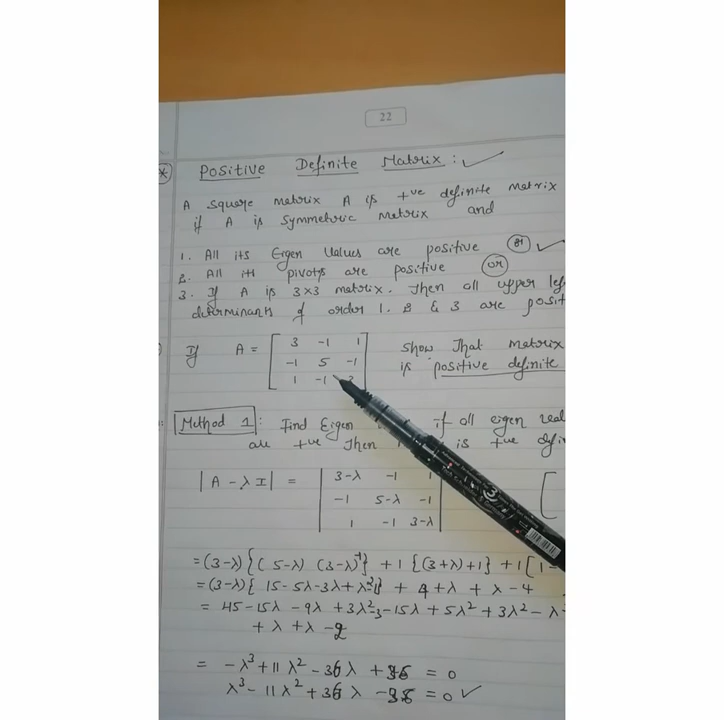 22
* Positive Definite Matrix : ✓
A square matrix A is +ve definite matrix
if A is symmetric matrix and
1. All its Eigen Values are positive or ✓
2. All its pivots are positive or
3. If A is 3×3 matrix. Then all upper lef
determinants of order 1, 2 & 3 are posit
If A = [ 3 -1 1 show that matrix
-1 5 -1 is positive definite
1 -1 3 ]
Method 1 : Find Eigen if all eigen
are +ve Then is +ve defi
|A - λI| = | 3-λ -1 1
-1 5-λ -1
1 -1 3-λ |
= (3-λ){(5-λ)(3-λ)-1} + 1{(3+λ)+1} + 1[1-
= (3-λ){15-5λ-3λ+λ²-1} + 4+λ + λ-4
= 45-15λ-9λ+3λ²-3-15λ+5λ²+3λ²-λ
+λ+λ-2
= -λ³+11λ²-36λ+36 = 0
λ³-11λ²+36λ-36 = 0 ✓